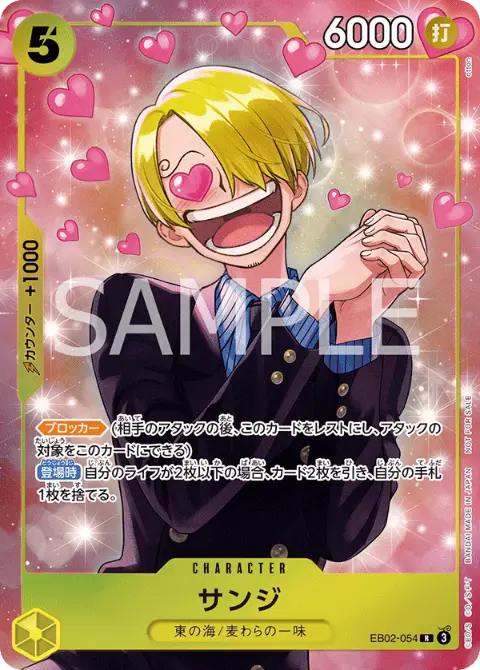 5
6000
打
etton
カウンター +1000
SAMPLE
ブロッカー (相手のアタックの後、このカードをレストにし、アタックの
対象をこのカードにできる)
登場時 自分のライフが2枚以下の場合、カード2枚を引き、自分の手札
1枚を捨てる。
CHARACTER
サンジ
東の海/麦わらの一味
EB02-054 R 3
BANDAI MADE IN JAPAN NOT FOR SALE